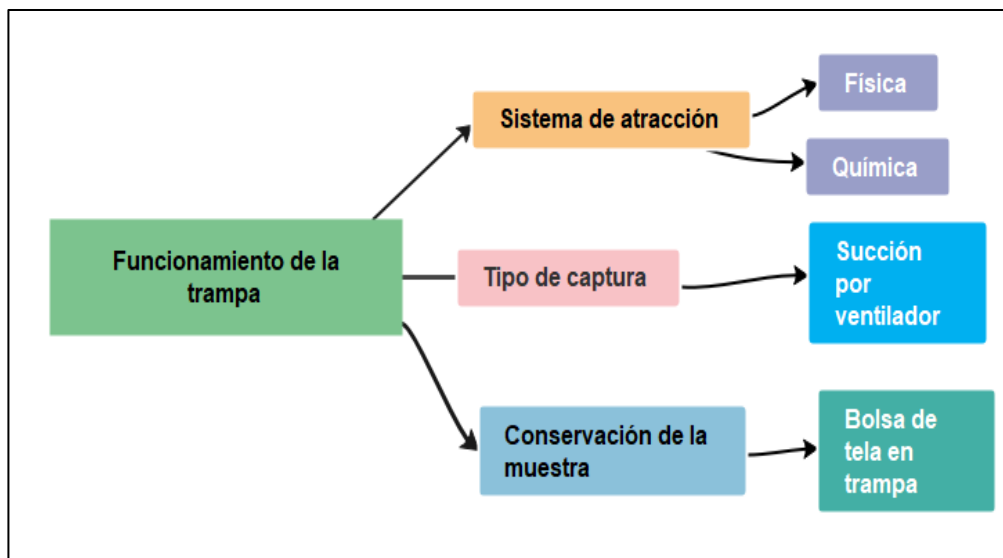 Funcionamiento de la
trampa
Sistema de atracción
Física
Química
Tipo de captura
Succión
por
ventilador
Conservación de la
muestra
Bolsa de
tela en
trampa